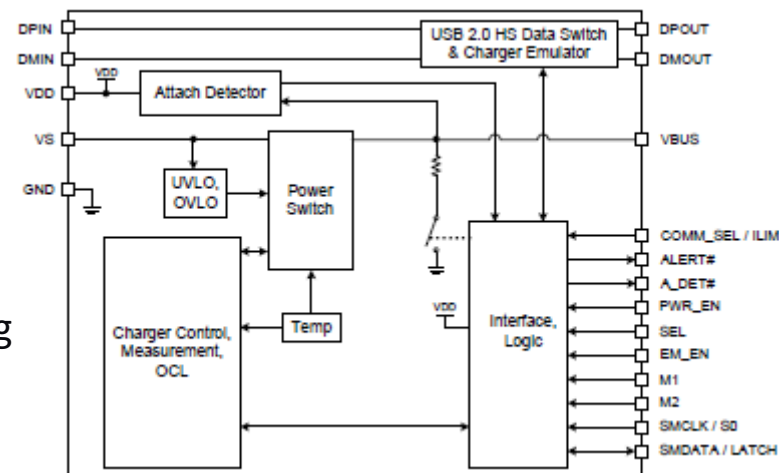 DPIN
DMIN
VDD
VS
GND
VDD
Attach Detector
USB 2.0 HS Data Switch
& Charger Emulator
UVLO,
OVLO
Power
Switch
Temp
Charger Control,
Measurement,
OCL
VDD
Interface,
Logic
DPOUT
DMOUT
VBUS
COMM_SEL / ILIM
ALERT#
A_DET#
PWR_EN
SEL
EM_EN
M1
M2
SMCLK / S0
SMDATA / LATCH
g